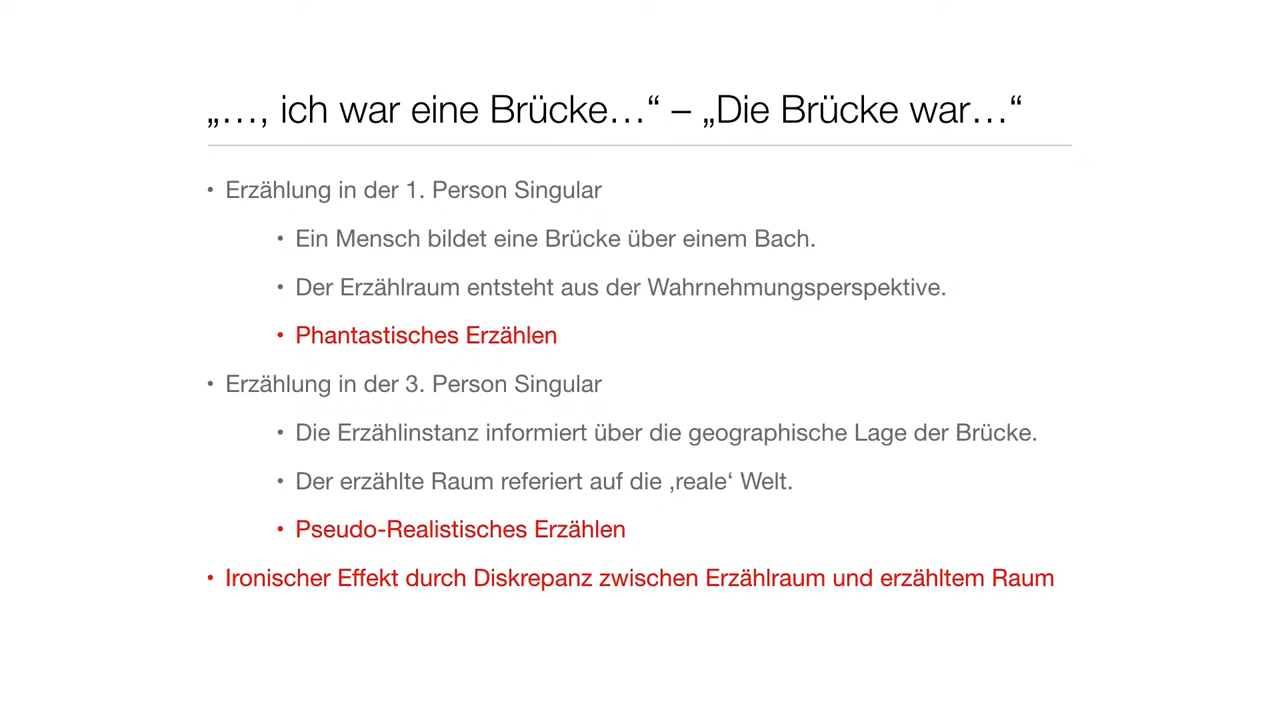 „…, ich war eine Brücke…“ – „Die Brücke war…“
• Erzählung in der 1. Person Singular
• Ein Mensch bildet eine Brücke über einem Bach.
• Der Erzählraum entsteht aus der Wahrnehmungsperspektive.
• Phantastisches Erzählen
• Erzählung in der 3. Person Singular
• Die Erzählinstanz informiert über die geographische Lage der Brücke.
• Der erzählte Raum referiert auf die ‚reale‘ Welt.
• Pseudo-Realistisches Erzählen
• Ironischer Effekt durch Diskrepanz zwischen Erzählraum und erzähltem Raum